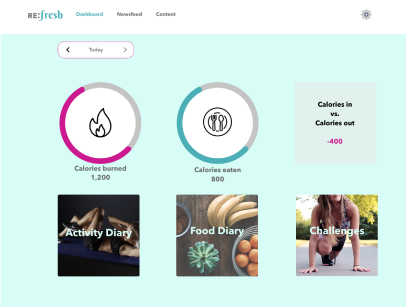 RE:fresh Dashboard Newsfeed Content
Today
Calories burned
1,200
Calories eaten
800
Calories in
vs.
Calories out
-400
Activity Diary
Food Diary
Challenges